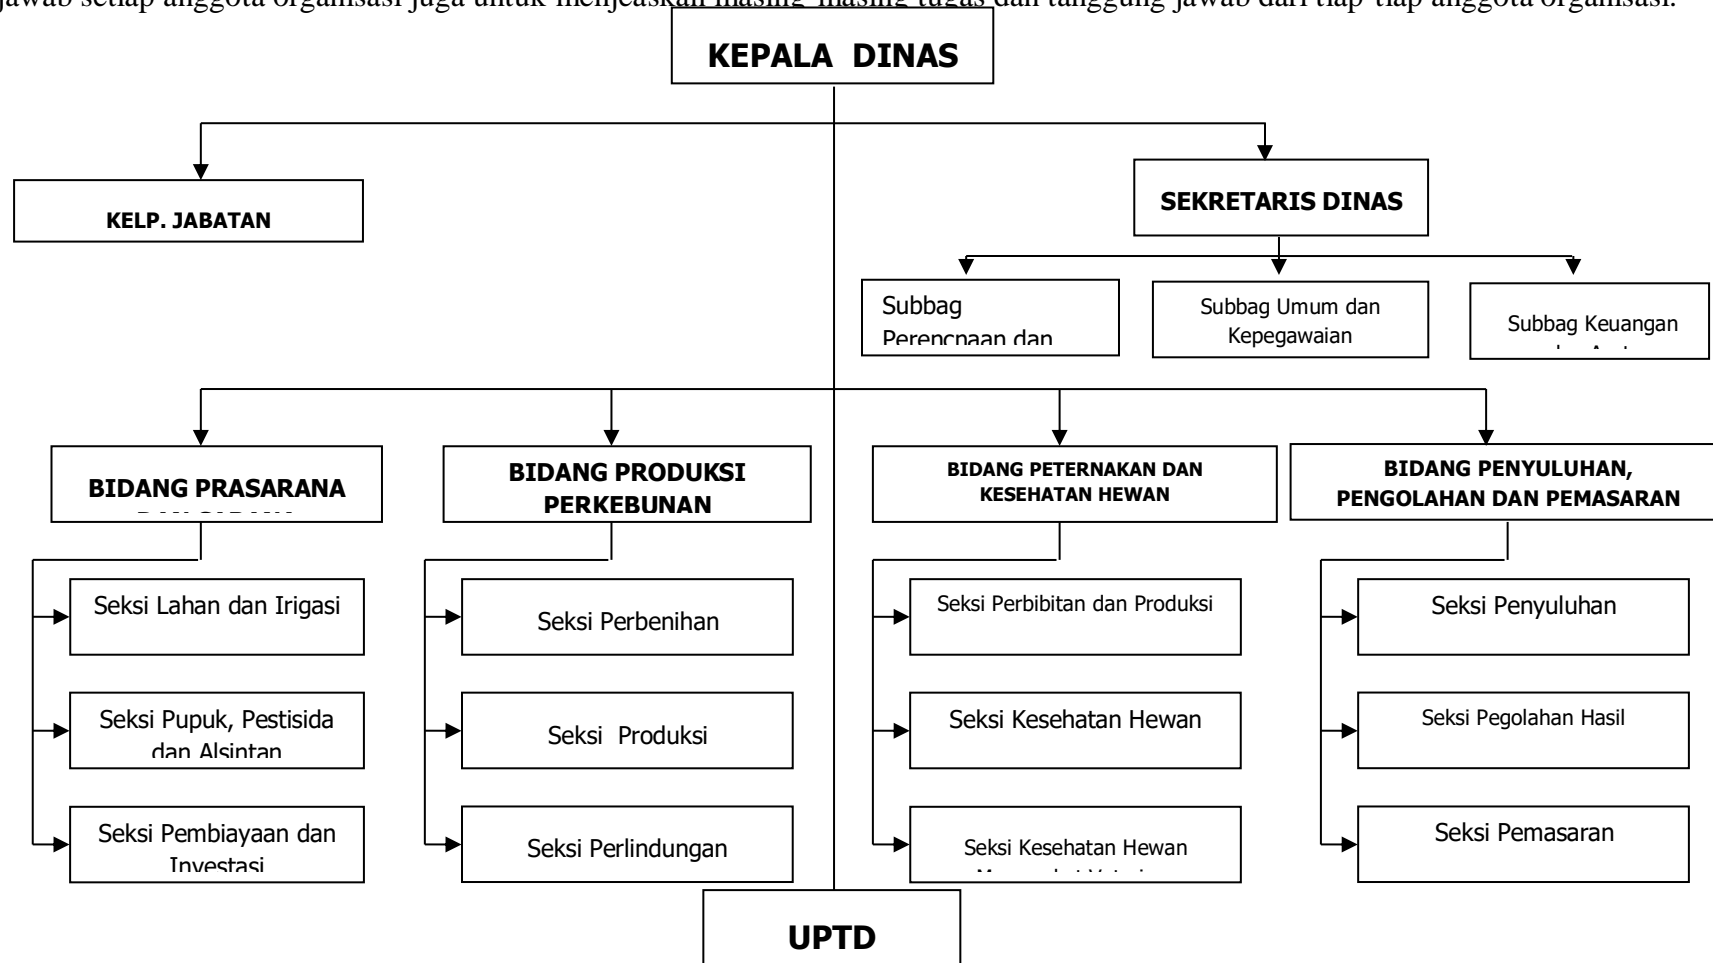 jawab setiap anggota organisasi juga untuk menjelaskan masing-masing tugas dan tanggung jawab dari tiap-tiap anggota organisasi.
KEPALA DINAS
KELP. JABATAN
SEKRETARIS DINAS
Subbag
Perencnaan dan
Subbag Umum dan
Kepegawaian
Subbag Keuangan
BIDANG PRASARANA
DAN SARANA
BIDANG PRODUKSI
PERKEBUNAN
BIDANG PETERNAKAN DAN
KESEHATAN HEWAN
BIDANG PENYULUHAN,
PENGOLAHAN DAN PEMASARAN
Seksi Lahan dan Irigasi
Seksi Pupuk, Pestisida
dan Alsintan
Seksi Pembiayaan dan
Investasi
Seksi Perbenihan
Seksi Produksi
Seksi Perlindungan
Seksi Perbibitan dan Produksi
Seksi Kesehatan Hewan
Seksi Kesehatan Hewan
Seksi Penyuluhan
Seksi Pegolahan Hasil
Seksi Pemasaran
UPTD